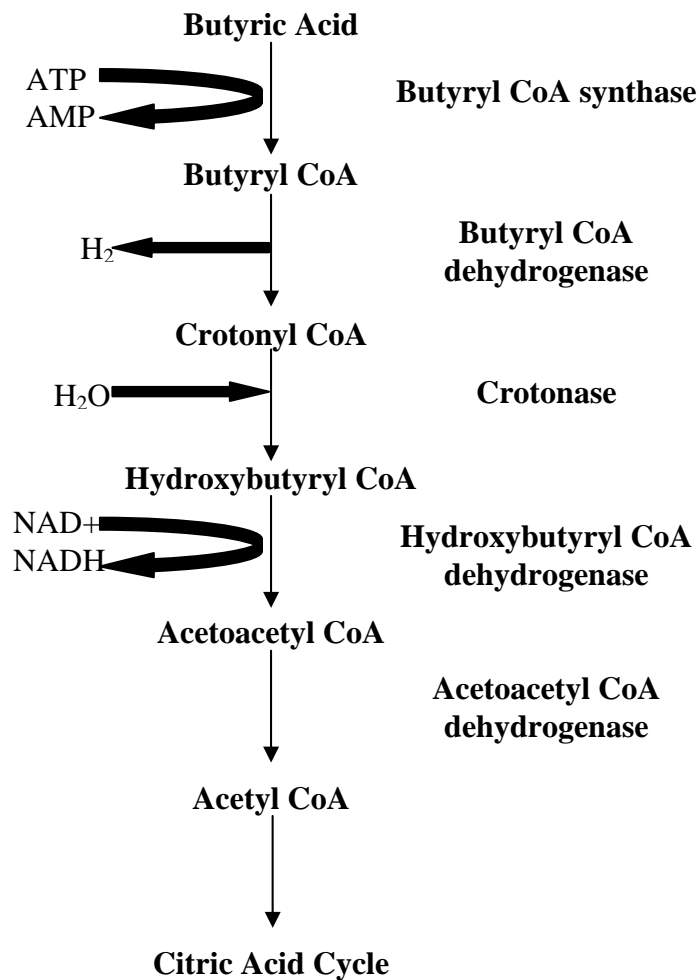 Butyric Acid
ATP
AMP
Butyryl CoA synthase
Butyryl CoA
H₂
Butyryl CoA
dehydrogenase
Crotonyl CoA
H₂O
Crotonase
Hydroxybutyryl CoA
NAD+
NADH
Hydroxybutyryl CoA
dehydrogenase
Acetoacetyl CoA
Acetoacetyl CoA
dehydrogenase
Acetyl CoA
Citric Acid Cycle